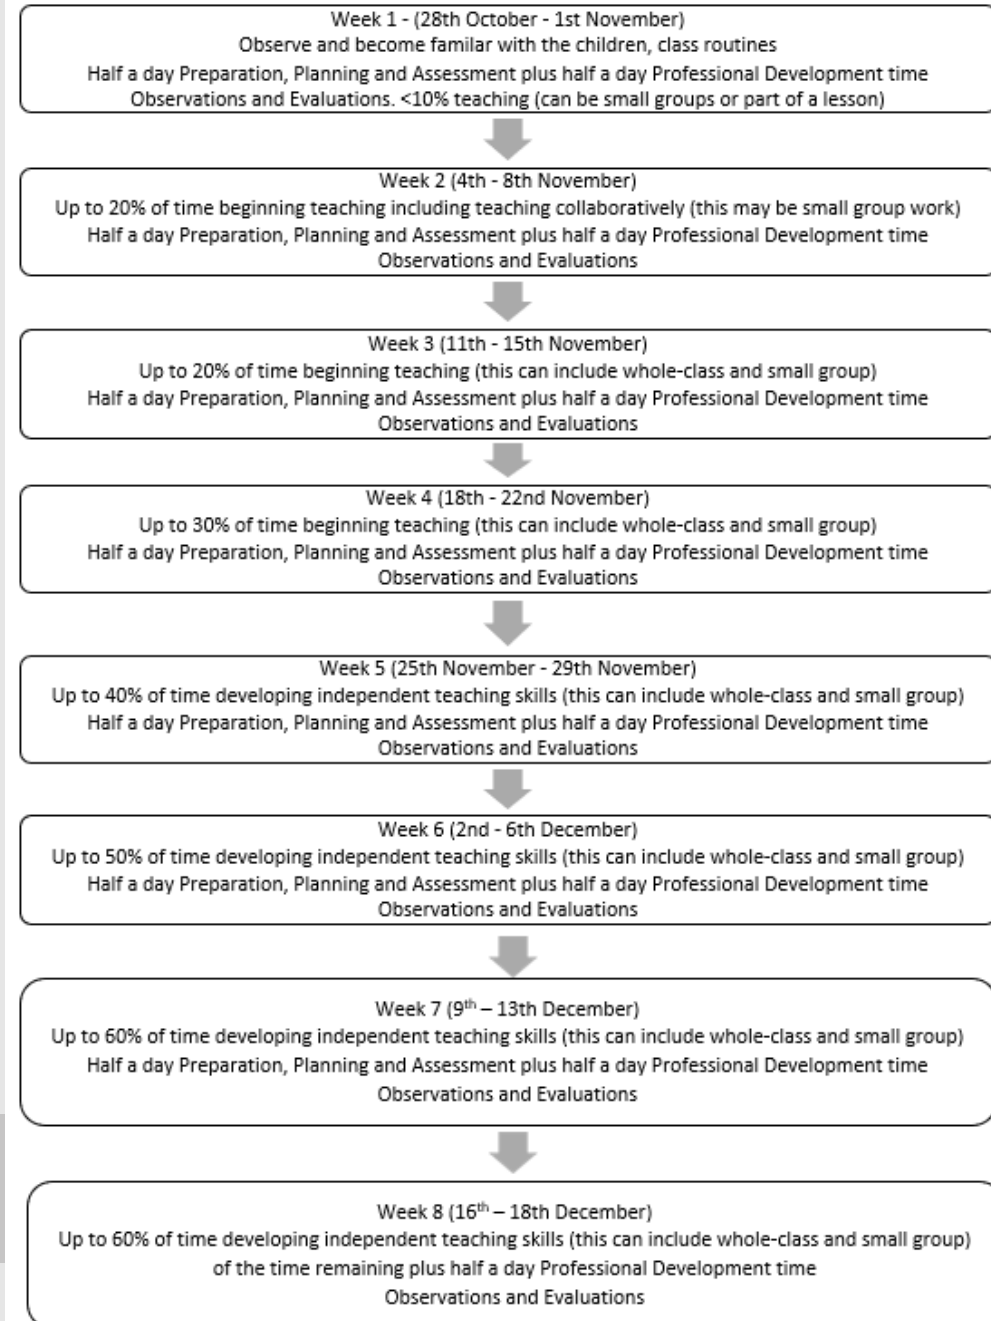 Week 1 - (28th October - 1st November)
Observe and become familar with the children, class routines
Half a day Preparation, Planning and Assessment plus half a day Professional Development time
Observations and Evaluations. <10% teaching (can be small groups or part of a lesson)
Week 2 (4th - 8th November)
Up to 20% of time beginning teaching including teaching collaboratively (this may be small group work)
Half a day Preparation, Planning and Assessment plus half a day Professional Development time
Observations and Evaluations
Week 3 (11th - 15th November)
Up to 20% of time beginning teaching (this can include whole-class and small group)
Half a day Preparation, Planning and Assessment plus half a day Professional Development time
Observations and Evaluations
Week 4 (18th - 22nd November)
Up to 30% of time beginning teaching (this can include whole-class and small group)
Half a day Preparation, Planning and Assessment plus half a day Professional Development time
Observations and Evaluations
Week 5 (25th November - 29th November)
Up to 40% of time developing independent teaching skills (this can include whole-class and small group)
Half a day Preparation, Planning and Assessment plus half a day Professional Development time
Observations and Evaluations
Week 6 (2nd - 6th December)
Up to 50% of time developing independent teaching skills (this can include whole-class and small group)
Half a day Preparation, Planning and Assessment plus half a day Professional Development time
Observations and Evaluations
Week 7 (9th – 13th December)
Up to 60% of time developing independent teaching skills (this can include whole-class and small group)
Half a day Preparation, Planning and Assessment plus half a day Professional Development time
Observations and Evaluations
Week 8 (16th – 18th December)
Up to 60% of time developing independent teaching skills (this can include whole-class and small group)
of the time remaining plus half a day Professional Development time
Observations and Evaluations